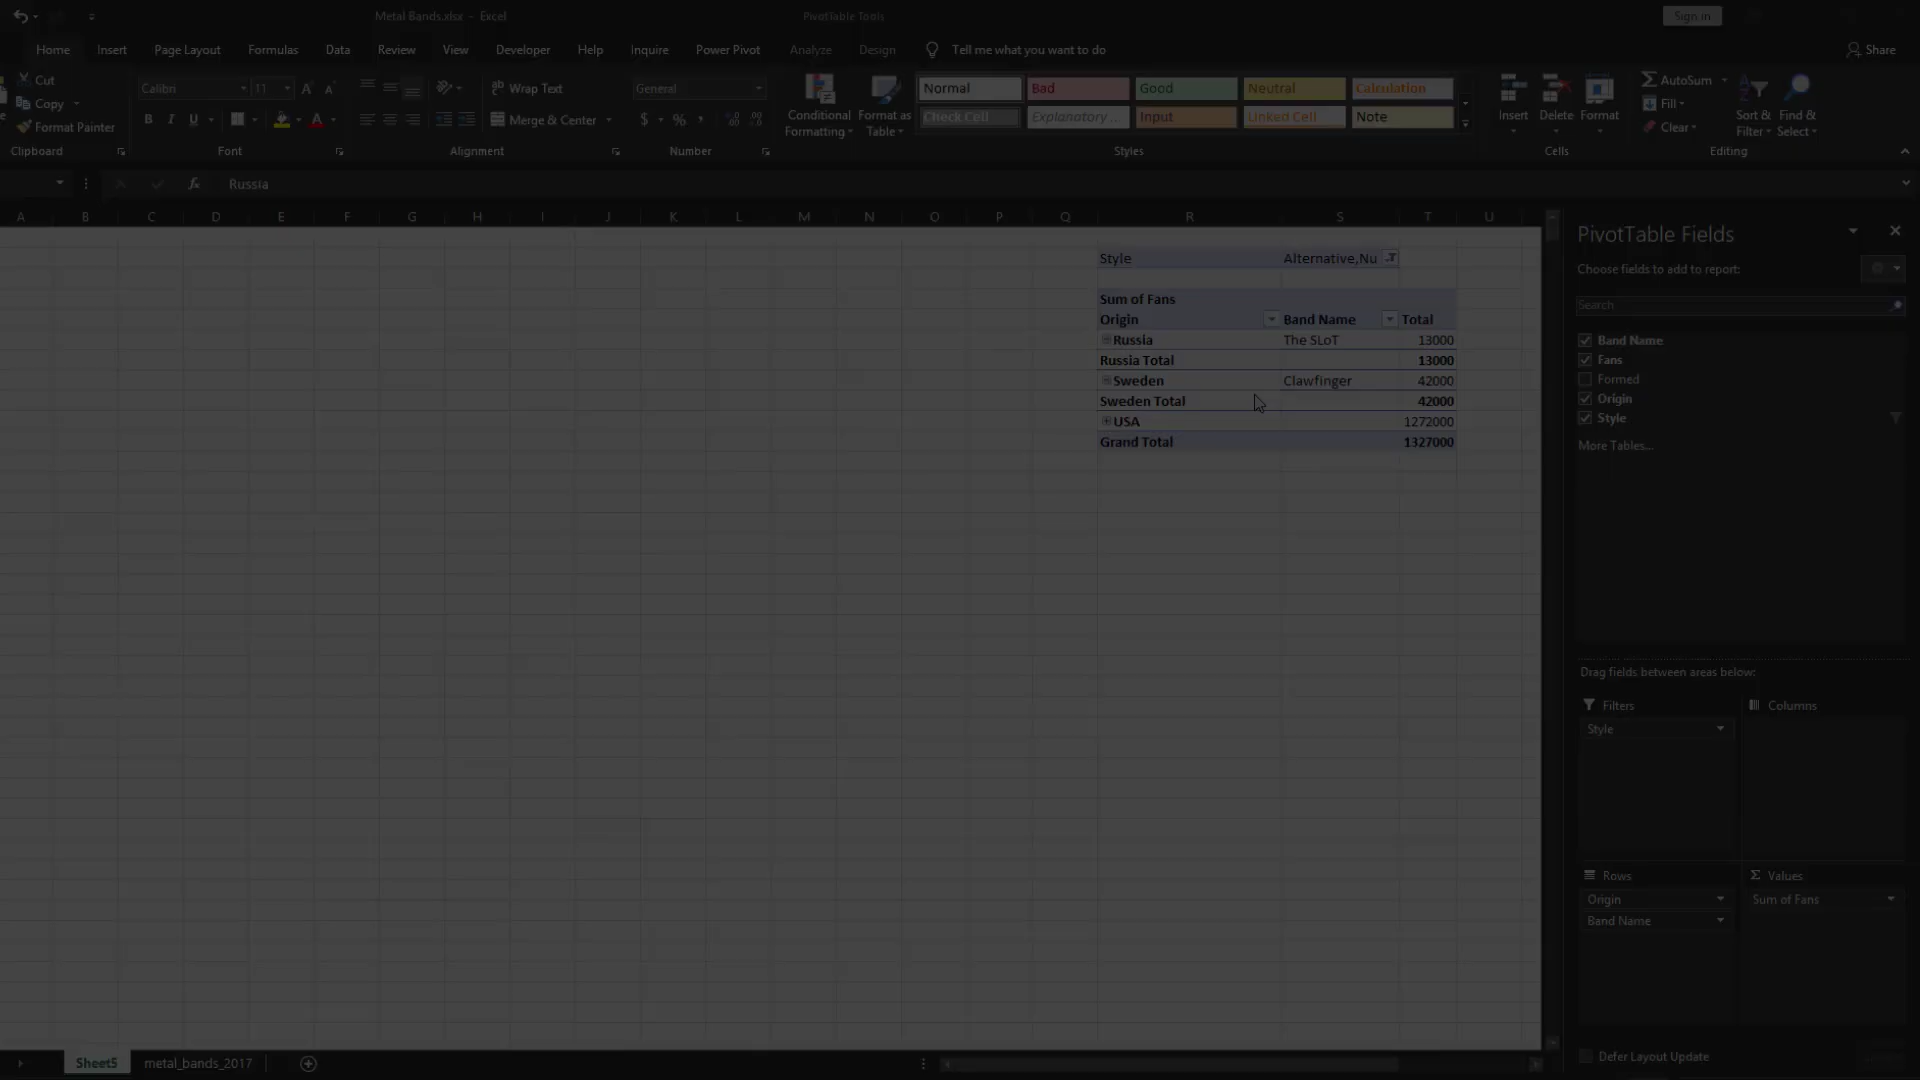 Metal Bands.xlsx - Excel
PivotTable Tools
Sign in
Home Insert Page Layout Formulas Data Review View Developer Help Inquire Power Pivot Analyze Design Tell me what you want to do Share
Cut
Copy
Format Painter
Clipboard
Calibri 11
B I U
Font
Wrap Text
Merge & Center
Alignment
General
$ % ,
Number
Conditional Formatting
Format as Table
Normal Bad Good Neutral Calculation
Check Cell Explanatory ... Input Linked Cell Note
Styles
Insert Delete Format
Cells
AutoSum
Fill
Clear
Sort & Filter
Find & Select
Editing
fx Russia
A B C D E F G H I J K L M N O P Q R S T U
Style Alternative,Nu
Sum of Fans
Origin Band Name Total
Russia The SLoT 13000
Russia Total 13000
Sweden Clawfinger 42000
Sweden Total 42000
USA 1272000
Grand Total 1327000
PivotTable Fields
Choose fields to add to report:
Search
Band Name
Fans
Formed
Origin
Style
More Tables...
Drag fields between areas below:
Filters
Style
Columns
Rows
Origin
Band Name
Σ Values
Sum of Fans
Defer Layout Update
Sheet5 metal_bands_2017